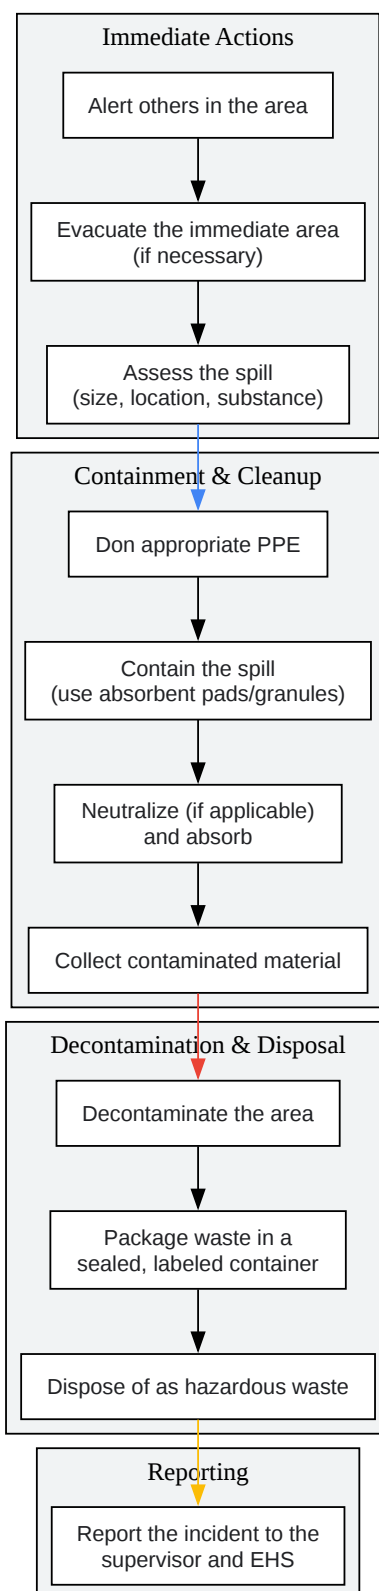 Immediate Actions
Alert others in the area
Evacuate the immediate area
(if necessary)
Assess the spill
(size, location, substance)
Containment & Cleanup
Don appropriate PPE
Contain the spill
(use absorbent pads/granules)
Neutralize (if applicable)
and absorb
Collect contaminated material
Decontamination & Disposal
Decontaminate the area
Package waste in a
sealed, labeled container
Dispose of as hazardous waste
Reporting
Report the incident to the
supervisor and EHS